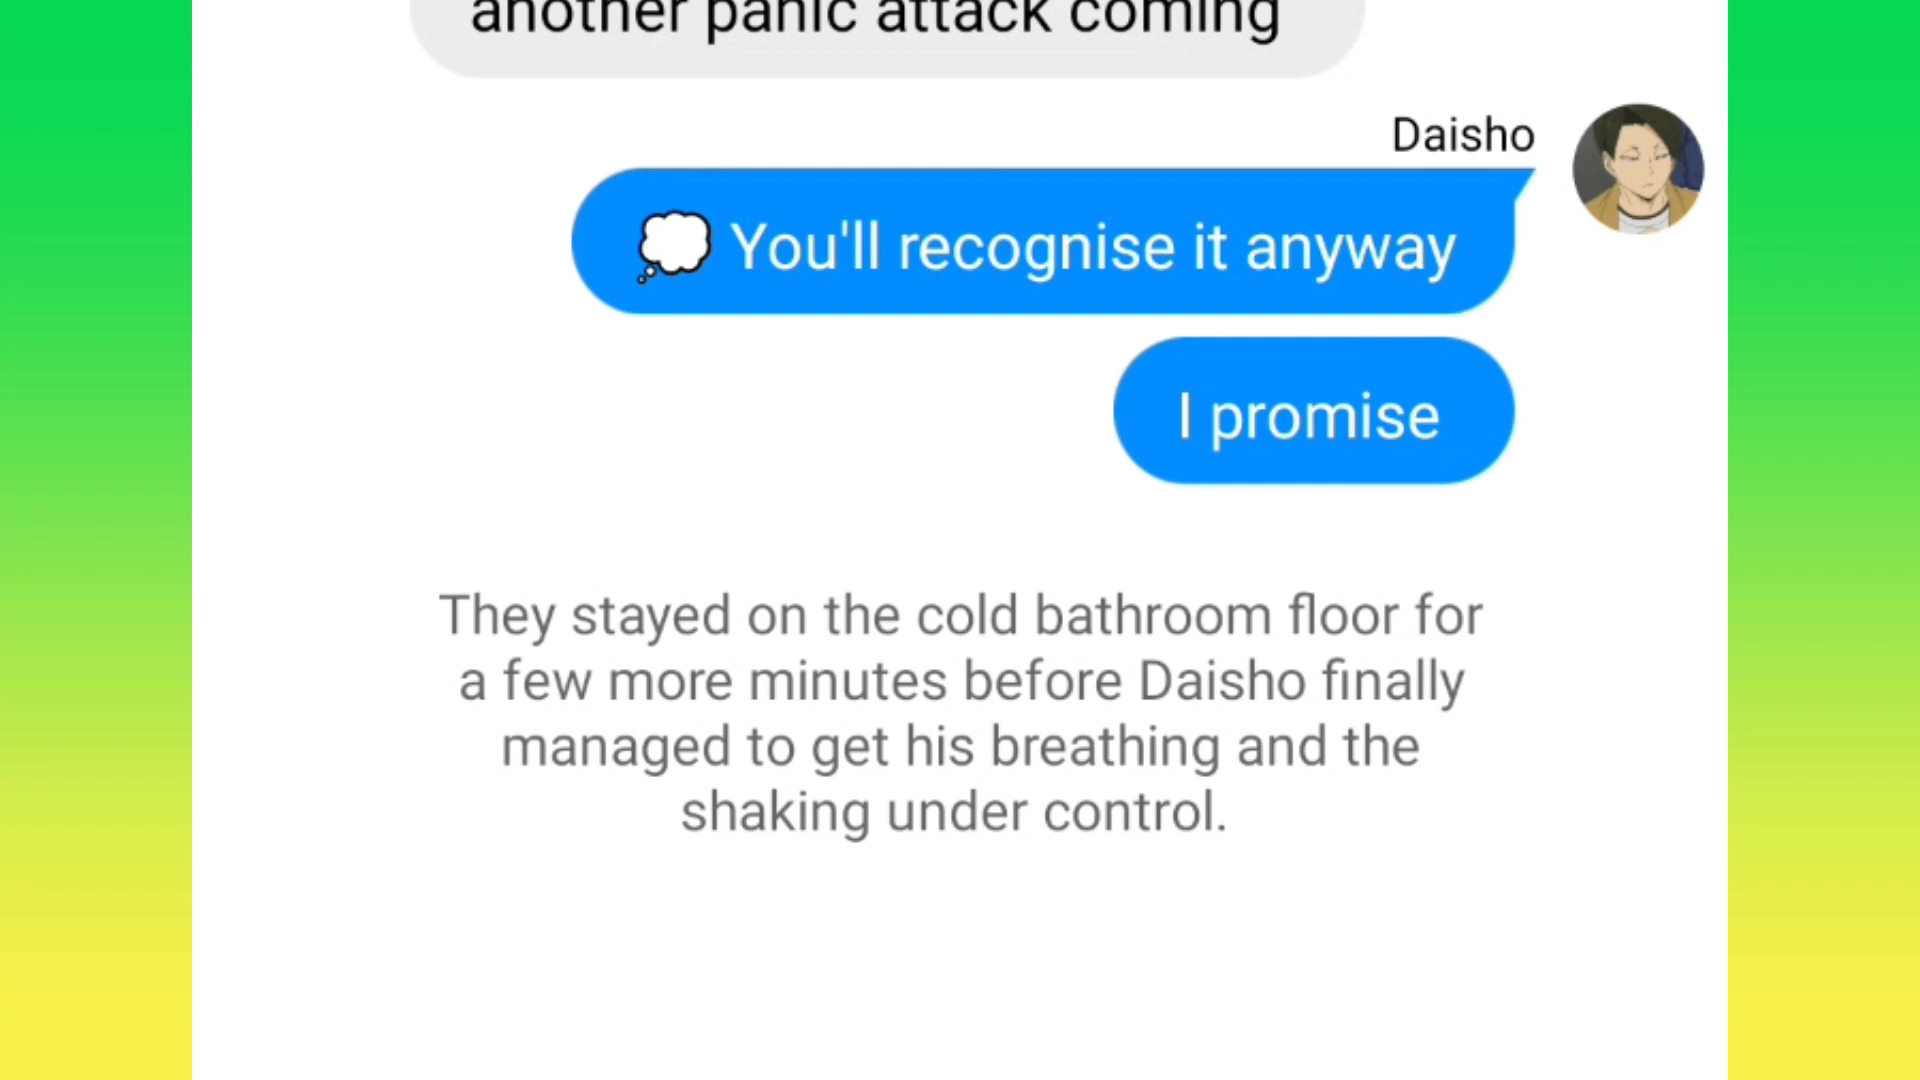 another panic attack coming
Daisho
💭 You'll recognise it anyway
I promise
They stayed on the cold bathroom floor for
a few more minutes before Daisho finally
managed to get his breathing and the
shaking under control.